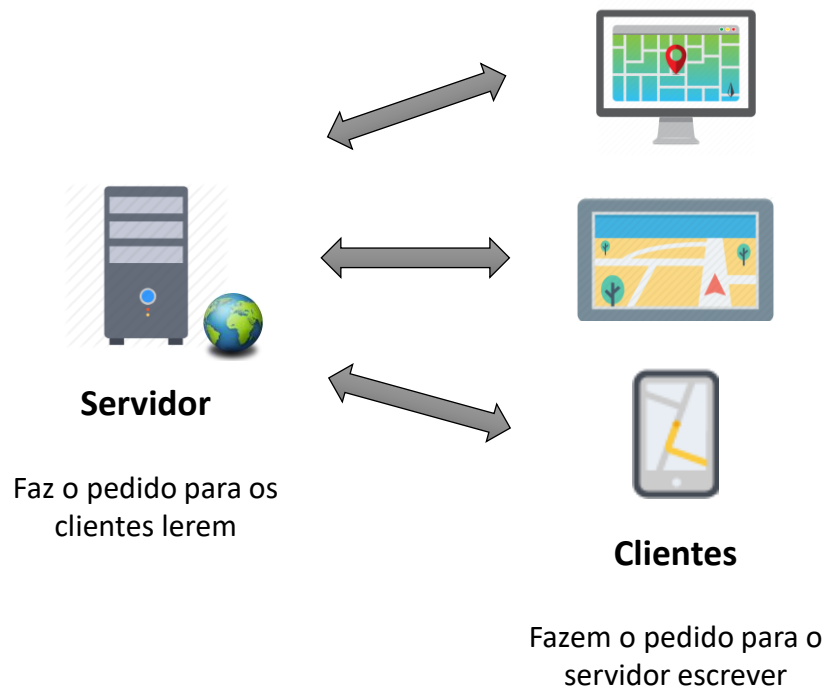 Servidor
Faz o pedido para os
clientes lerem
Clientes
Fazem o pedido para o
servidor escrever